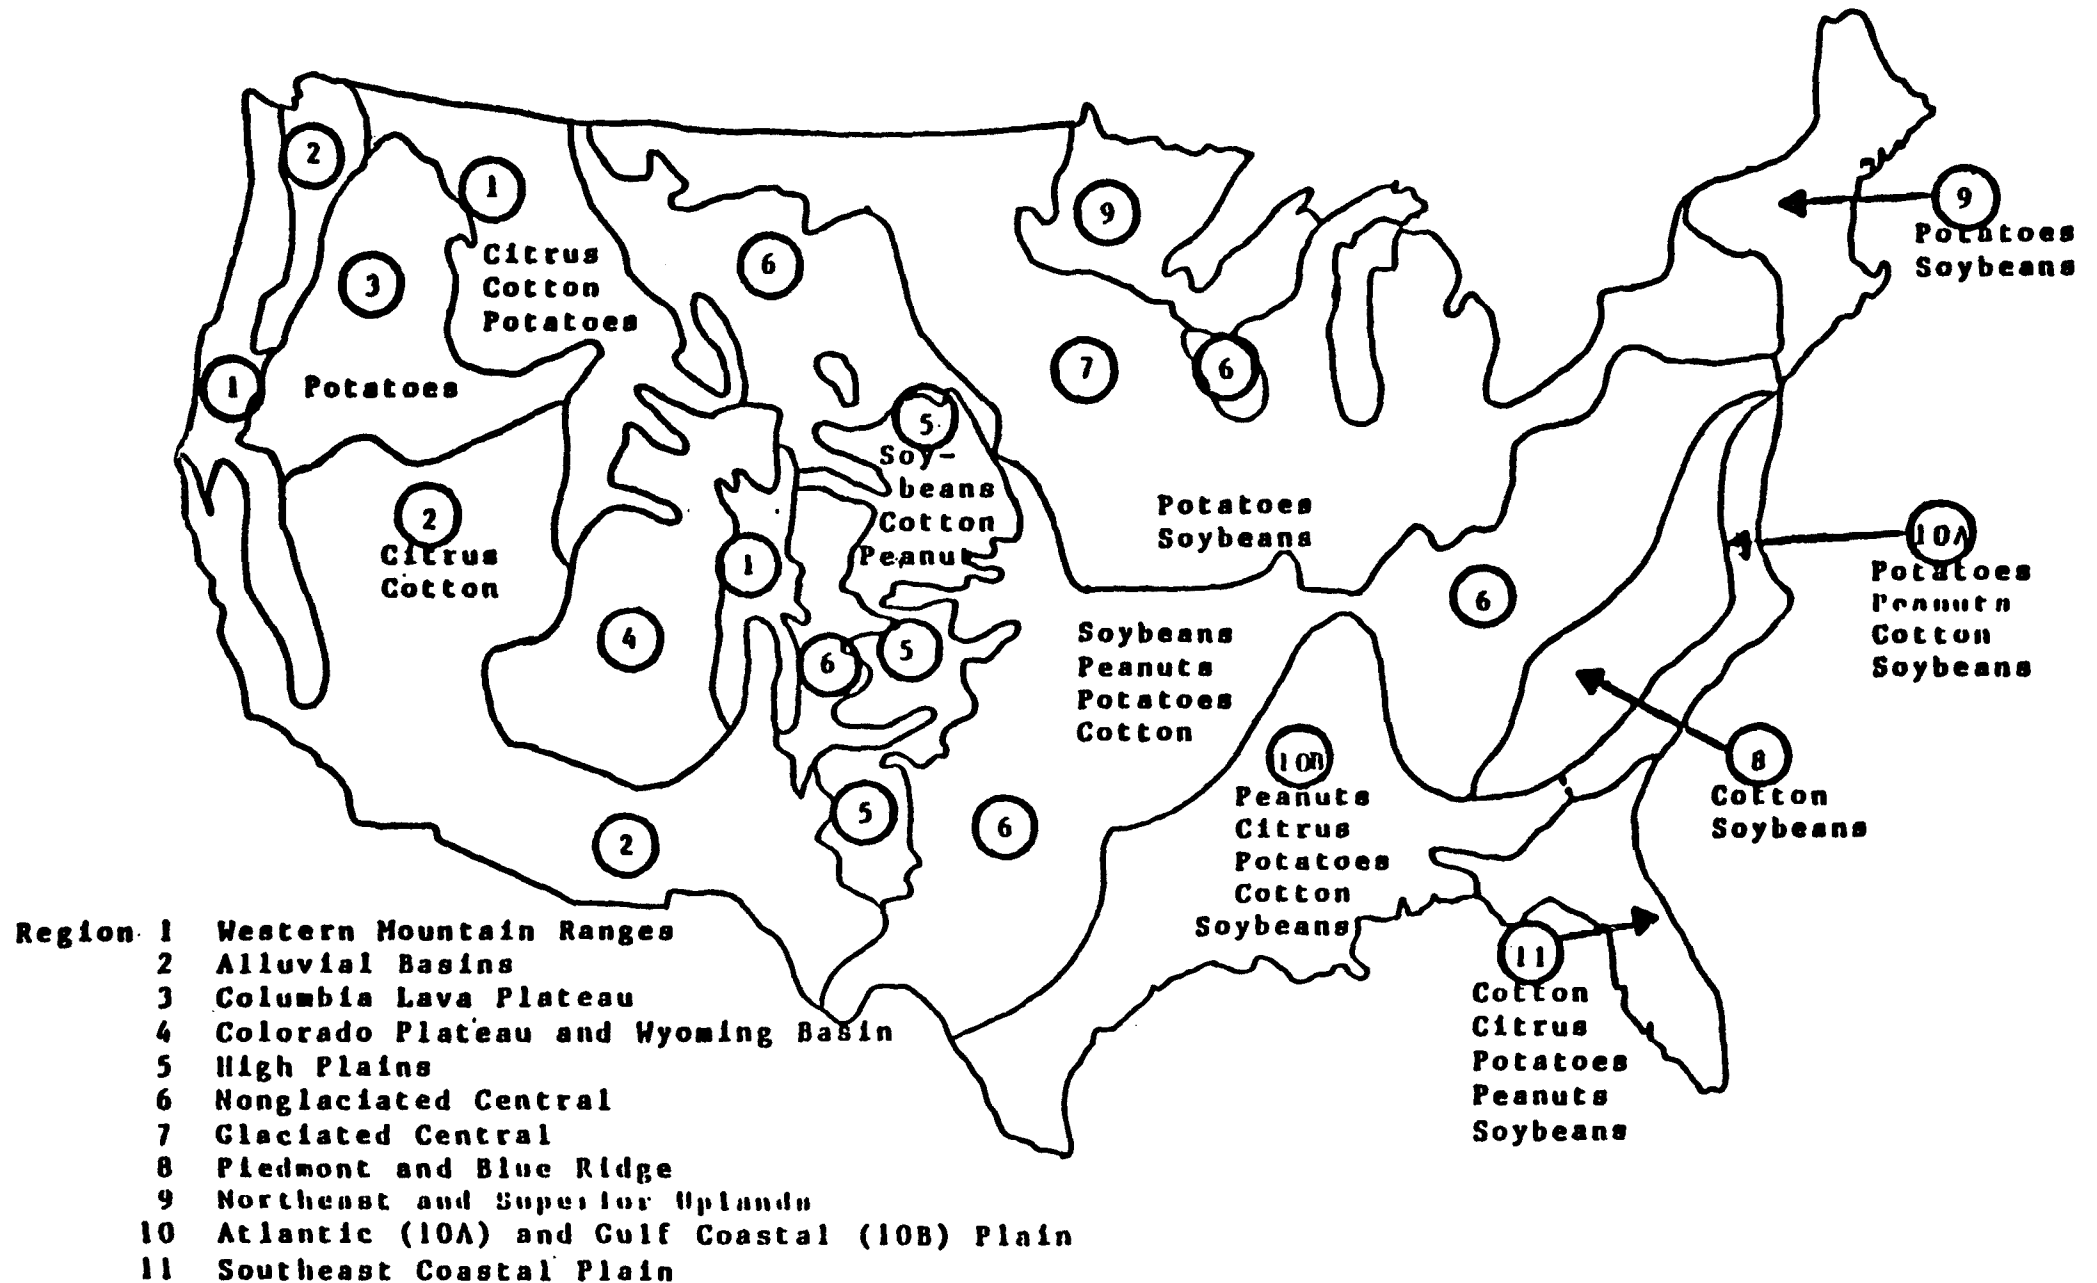 2
1
9
9
Potatoes
Soybeans
6
Citrus
Cotton
Potatoes
3
7
6
1
Potatoes
5
Soy-
beans
Cotton
Peanut
2
Citrus
Cotton
Potatoes
Soybeans
10A
Potatoes
Peanuts
Cotton
Soybeans
1
6
4
6
5
Soybeans
Peanuts
Potatoes
Cotton
10B
Peanuts
Citrus
Potatoes
Cotton
Soybeans
8
Cotton
Soybeans
5
6
2
11
Cotton
Citrus
Potatoes
Peanuts
Soybeans
Region 1 Western Mountain Ranges
2 Alluvial Basins
3 Columbia Lava Plateau
4 Colorado Plateau and Wyoming Basin
5 High Plains
6 Nonglaciated Central
7 Glaciated Central
8 Piedmont and Blue Ridge
9 Northeast and Superior Uplands
10 Atlantic (10A) and Gulf Coastal (10B) Plain
11 Southeast Coastal Plain